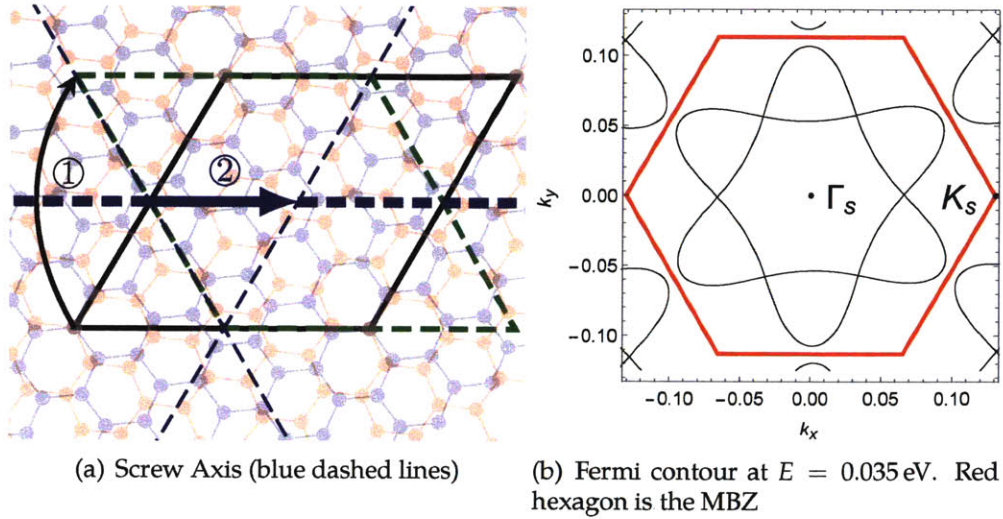 ①
②
0.10
0.05
0.00
−0.05
−0.10
k_y
Γ_s
K_s
−0.10 −0.05 0.00 0.05 0.10
k_x
(a) Screw Axis (blue dashed lines)
(b) Fermi contour at E = 0.035 eV. Red
hexagon is the MBZ